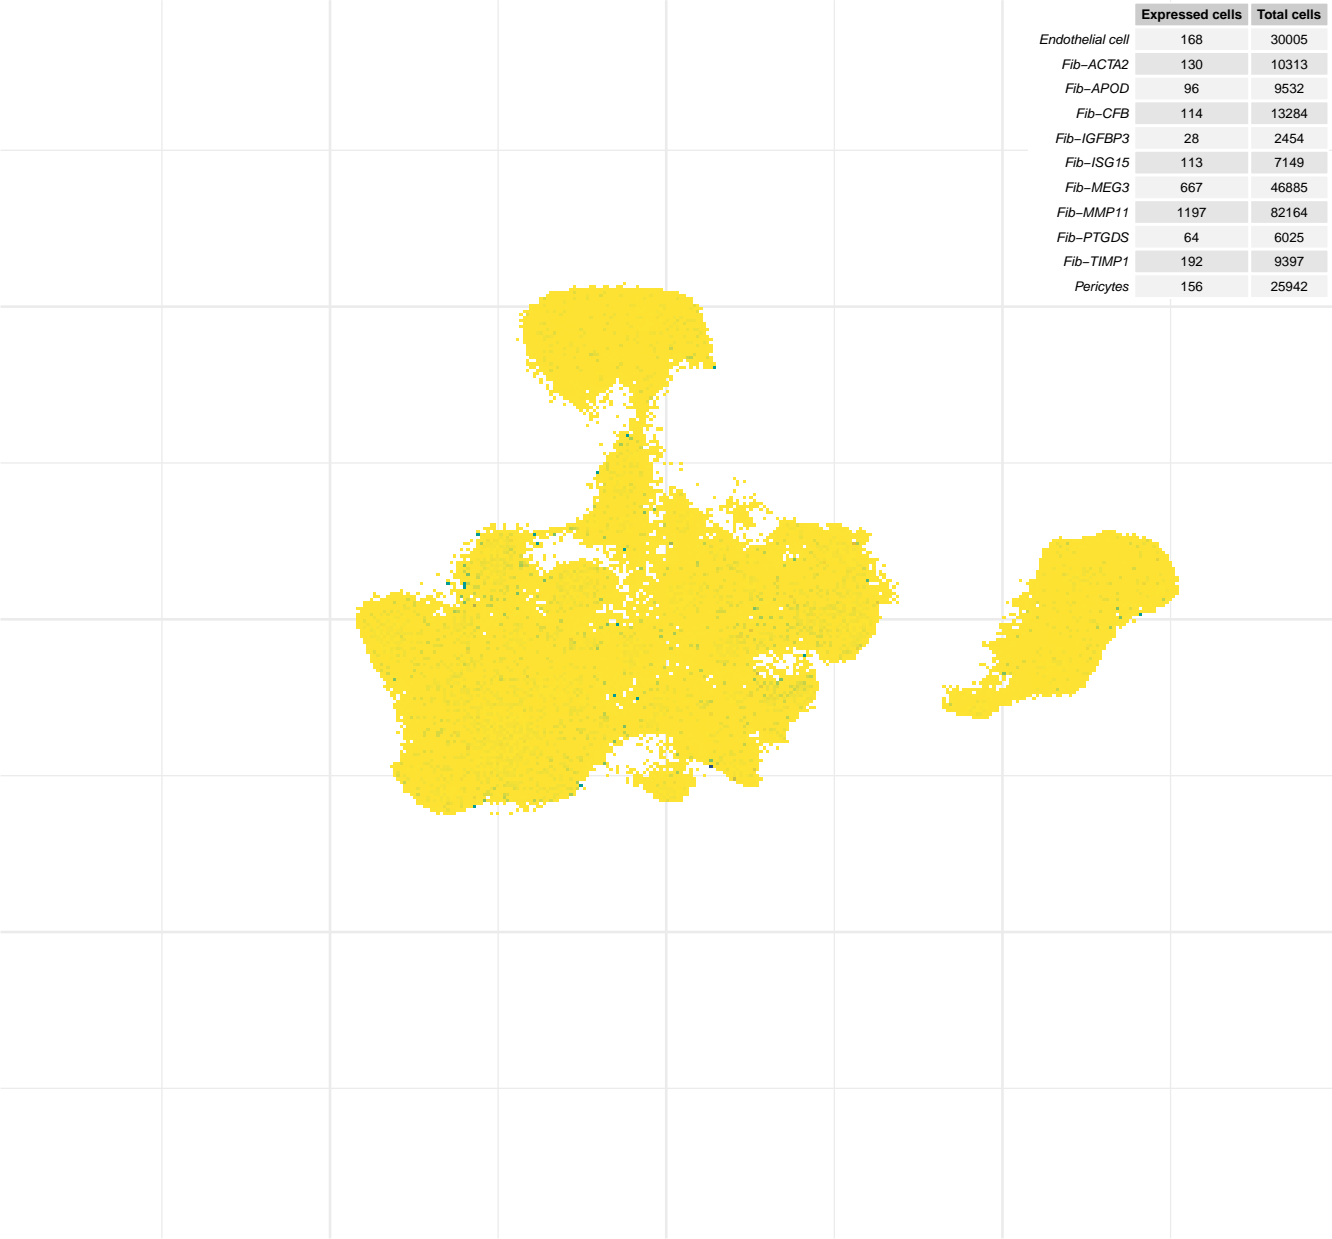 Expressed cells Total cells
Endothelial cell 168 30005
Fib−ACTA2 130 10313
Fib−APOD 96 9532
Fib−CFB 114 13284
Fib−IGFBP3 28 2454
Fib−ISG15 113 7149
Fib−MEG3 667 46885
Fib−MMP11 1197 82164
Fib−PTGDS 64 6025
Fib−TIMP1 192 9397
Pericytes 156 25942